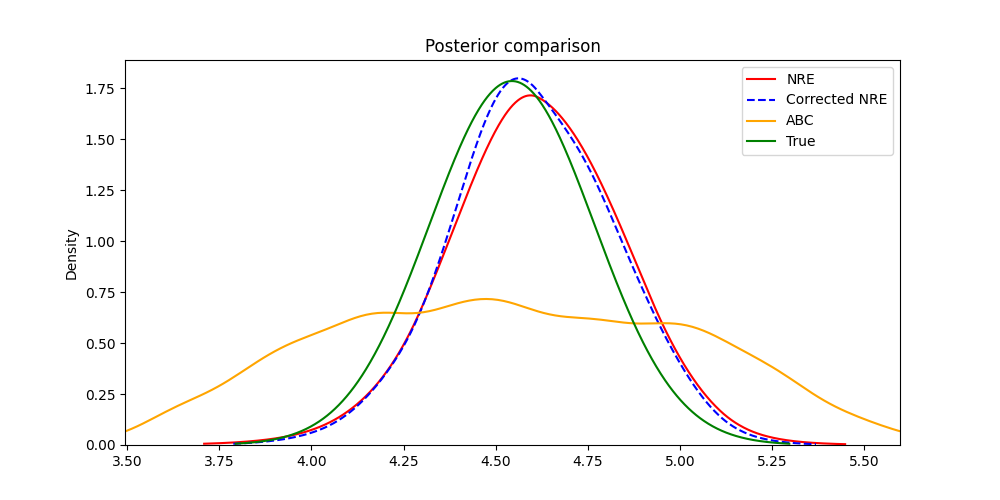 Posterior comparison
NRE
Corrected NRE
ABC
True
Density
1.75
1.50
1.25
1.00
0.75
0.50
0.25
0.00
3.50 3.75 4.00 4.25 4.50 4.75 5.00 5.25 5.50